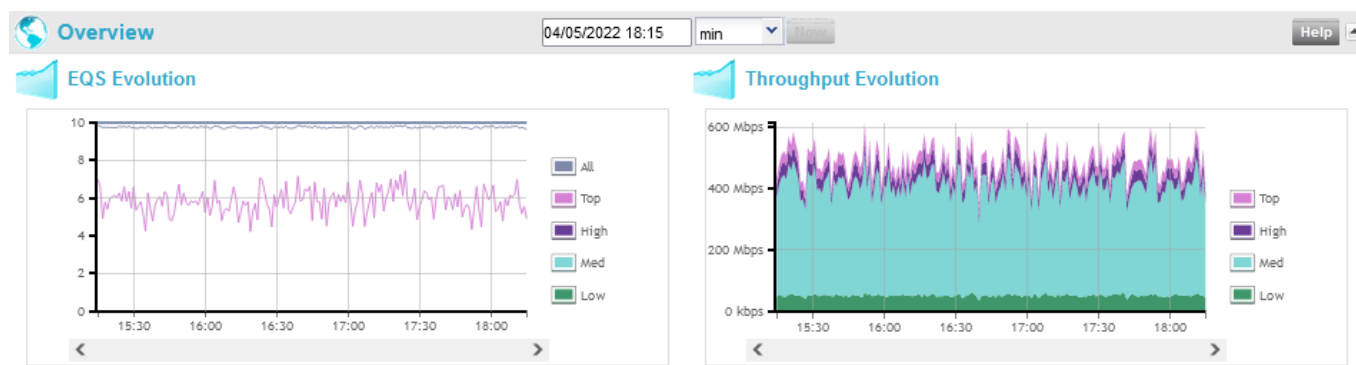 Overview
04/05/2022 18:15
min
Now
Help
EQS Evolution
10
8
6
4
2
0
15:30 16:00 16:30 17:00 17:30 18:00
All
Top
High
Med
Low
Throughput Evolution
600 Mbps
400 Mbps
200 Mbps
0 kbps
15:30 16:00 16:30 17:00 17:30 18:00
Top
High
Med
Low